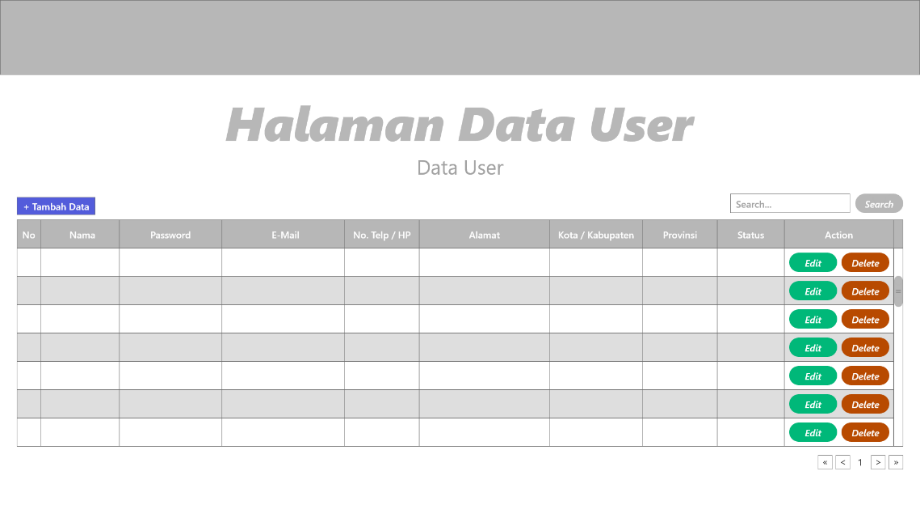 Halaman Data User
Data User
+ Tambah Data
Search... Search
No Nama Password E-Mail No. Telp / HP Alamat Kota / Kabupaten Provinsi Status Action
Edit Delete
Edit Delete
Edit Delete
Edit Delete
Edit Delete
Edit Delete
Edit Delete
« < 1 > »